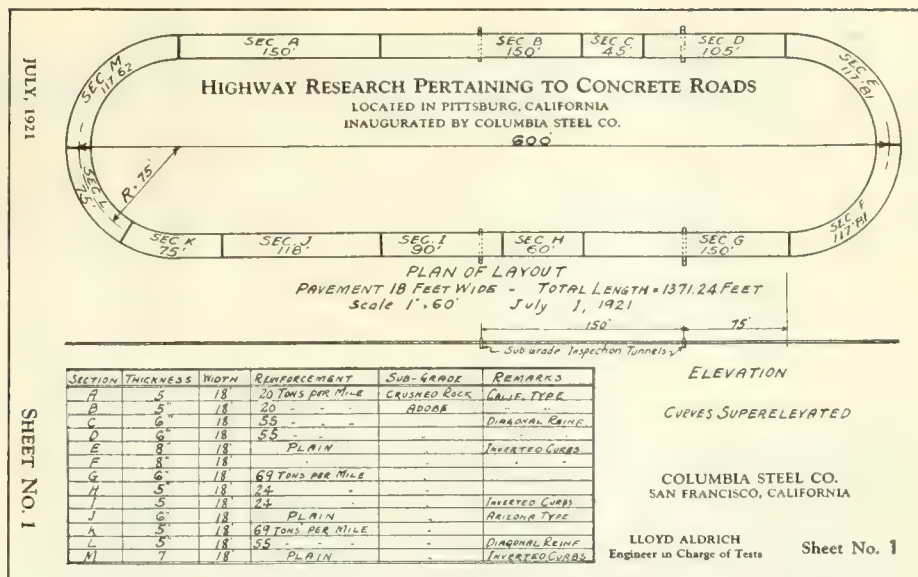 SEC A
150'
SEC B
150'
SEC C
45'
SEC D
105'
SEC. M
117.62
SEC E
117.81
HIGHWAY RESEARCH PERTAINING TO CONCRETE ROADS
LOCATED IN PITTSBURG, CALIFORNIA
INAUGURATED BY COLUMBIA STEEL CO.
600'
JULY, 1921
R. 75'
SEC L
75'
SEC F
117.81
SEC K
75'
SEC. J
118'
SEC. I
90'
SEC H
60'
SEC G
150'
PLAN OF LAYOUT
PAVEMENT 18 FEET WIDE - TOTAL LENGTH = 1371.24 FEET
Scale 1" = 60' July 1, 1921
150' 75'
Sub grade Inspection Tunnels
SECTION THICKNESS WIDTH REINFORCEMENT SUB-GRADE REMARKS
A 5" 18' 20 TONS PER MILE CRUSHED ROCK CALIF. TYPE
B 5" 18' 20 - - ADOBE " "
C 6" 18 55 - - . DIAGONAL REINF.
D 6" 18 55 - - .
E 8" 18' PLAIN . INVERTED CURBS
F 8" 18' . . . .
G 6" 18' 69 TONS PER MILE .
H 5" 18' 24 - .
I 5 18' 24 - . INVERTED CURBS
J 6" 18' PLAIN . ARIZONA TYPE
K 5" 18' 69 TONS PER MILE .
L 5" 18' 55 - - - . DIAGONAL REINF
M 7 18' PLAIN . INVERTED CURBS
ELEVATION
CURVES SUPERELEVATED
COLUMBIA STEEL CO.
SAN FRANCISCO, CALIFORNIA
LLOYD ALDRICH
Engineer in Charge of Tests
Sheet No. 1
SHEET NO. 1